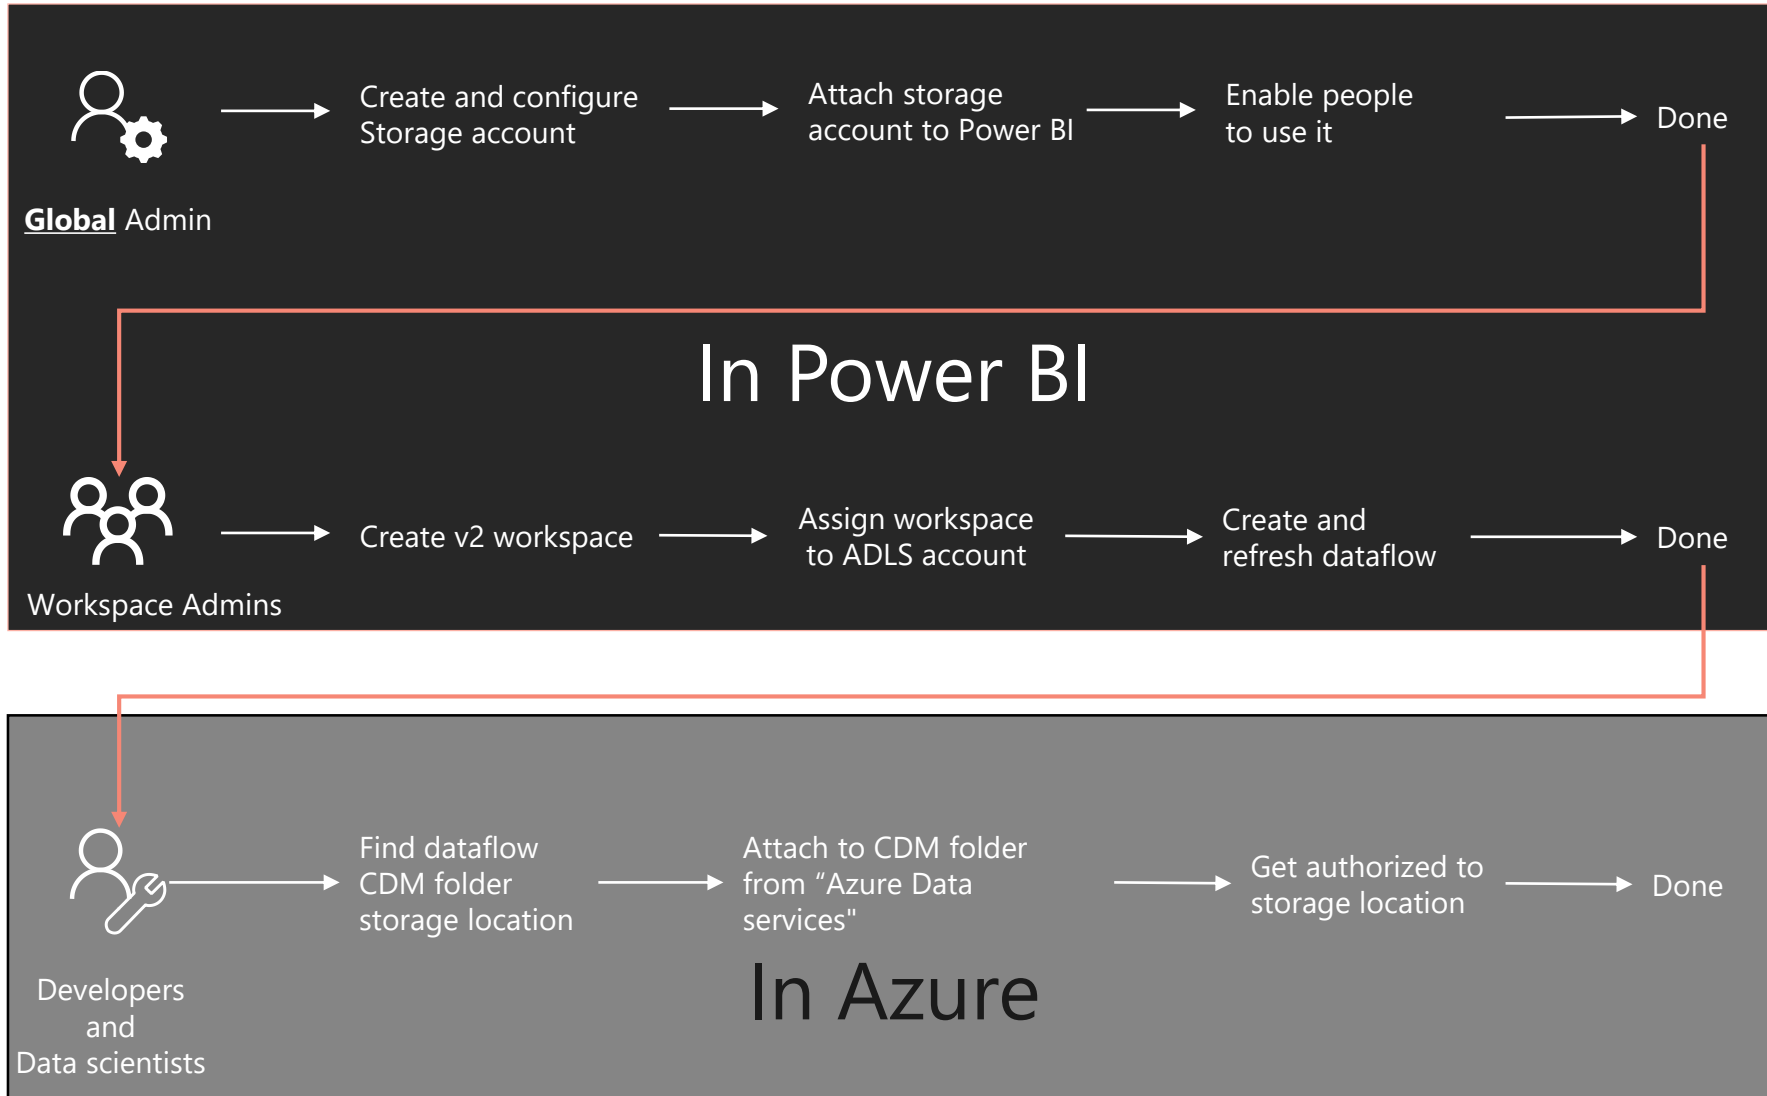 Create and configure
Storage account
Attach storage
account to Power BI
Enable people
to use it
Done
Global Admin
In Power BI
Create v2 workspace
Assign workspace
to ADLS account
Create and
refresh dataflow
Done
Workspace Admins
Find dataflow
CDM folder
storage location
Attach to CDM folder
from “Azure Data
services"
Get authorized to
storage location
Done
In Azure
Developers
and
Data scientists